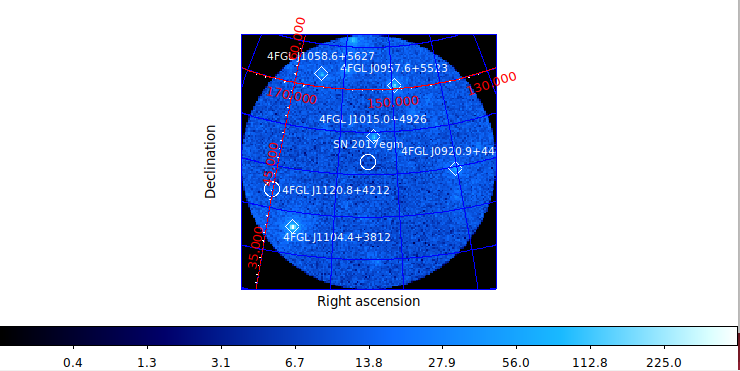 4FGL J1058.6+5627
4FGL J0957.6+5523
170.000
150.000
130.000
4FGL J1015.0+4926
SN 2017egm
4FGL J0920.9+44
4FGL J1120.8+4212
4FGL J1104.4+3812
35.000
Declination
Right ascension
0.4 1.3 3.1 6.7 13.8 27.9 56.0 112.8 225.0